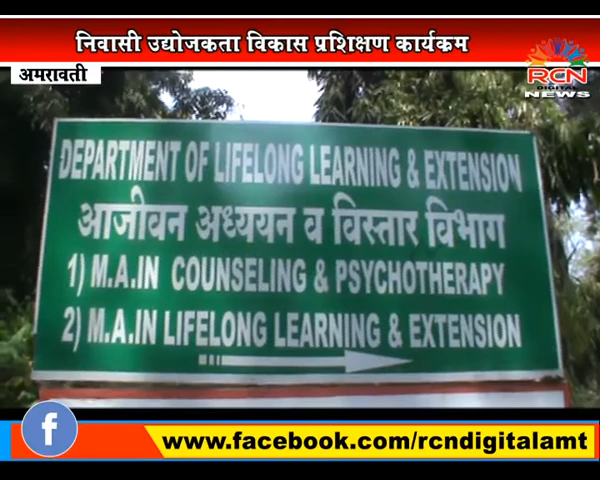 निवासी उद्योजकता विकास प्रशिक्षण कार्यक्रम
अमरावती
RCN
DIGITAL
NEWS
DEPARTMENT OF LIFELONG LEARNING & EXTENSION
आजीवन अध्ययन व विस्तार विभाग
1) M.A.IN COUNSELING & PSYCHOTHERAPY
2) M.A.IN LIFELONG LEARNING & EXTENSION
f
www.facebook.com/rcndigitalamt